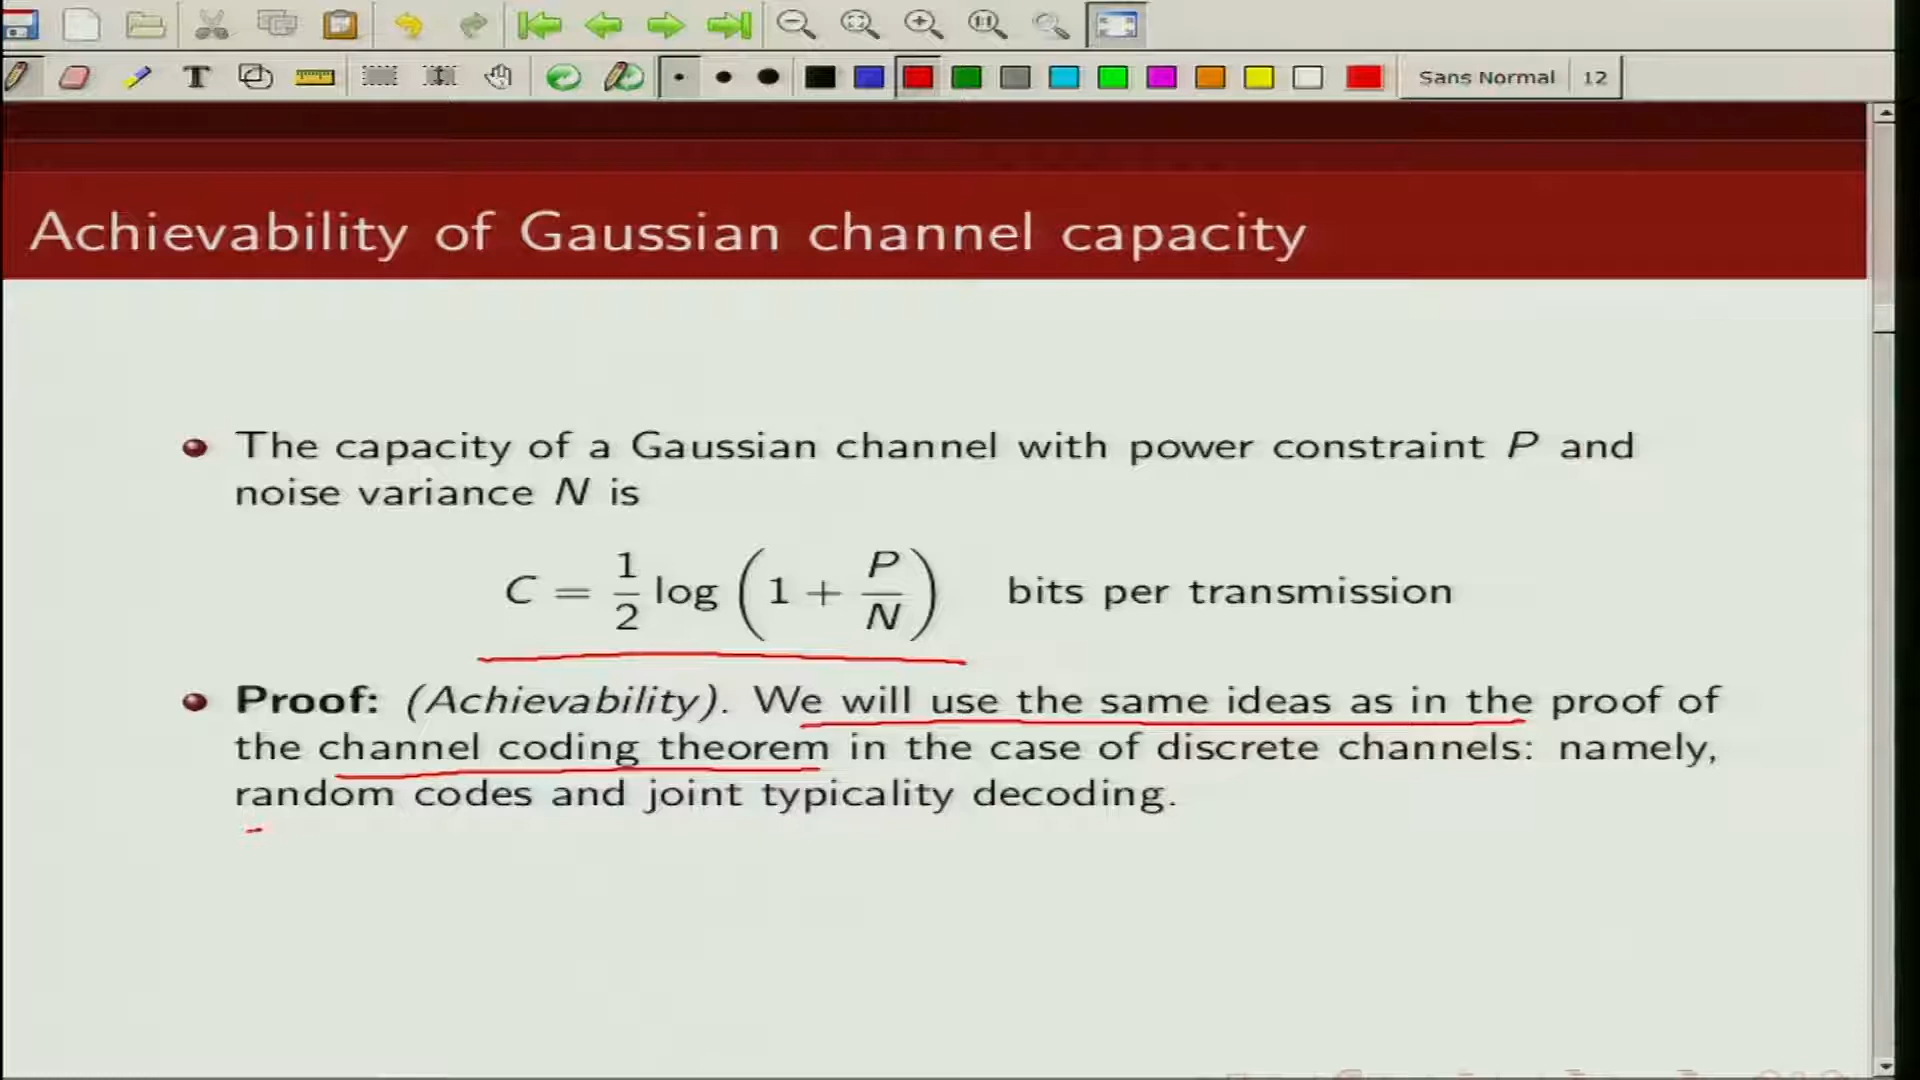 T
Sans Normal 12
Achievability of Gaussian channel capacity
The capacity of a Gaussian channel with power constraint P and
noise variance N is
C = 1/2 log (1 + P/N) bits per transmission
Proof: (Achievability). We will use the same ideas as in the proof of
the channel coding theorem in the case of discrete channels: namely,
random codes and joint typicality decoding.